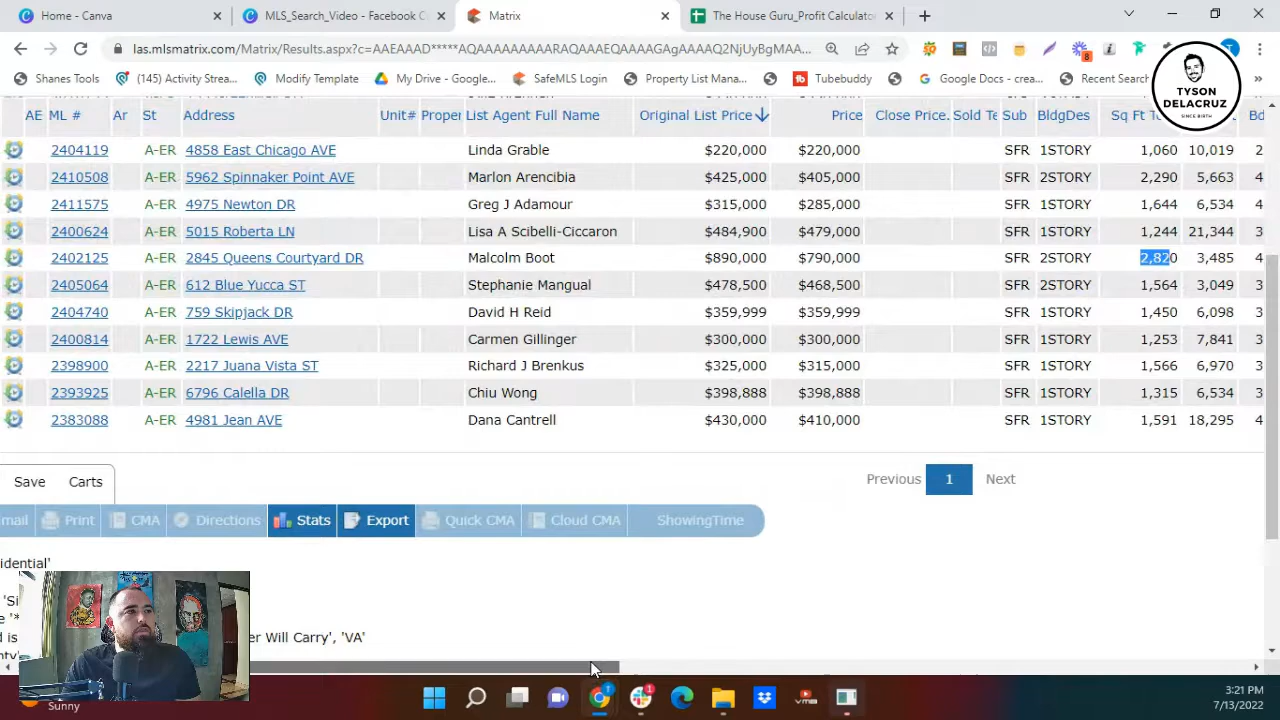 Home - Canva
MLS_Search_Video - Facebook C
Matrix
The House Guru_Profit Calculator
las.mlsmatrix.com/Matrix/Results.aspx?c=AAEAAAD*****AQAAAAAAAAARAQAAAEQAAAAGAgAAAAQ2NjUyBgMAA...
8
Shanes Tools
(145) Activity Strea...
Modify Template
My Drive - Google...
SafeMLS Login
Property List Mana...
Tubebuddy
Google Docs - crea...
Recent Search
TYSON
DELACRUZ
SINCE BIRTH
AE ML # Ar St Address Unit# Proper List Agent Full Name Original List Price Price Close Price. Sold Te Sub BldgDes Sq Ft Bd
2404119 A-ER 4858 East Chicago AVE Linda Grable $220,000 $220,000 SFR 1STORY 1,060 10,019 2
2410508 A-ER 5962 Spinnaker Point AVE Marlon Arencibia $425,000 $405,000 SFR 2STORY 2,290 5,663 4
2411575 A-ER 4975 Newton DR Greg J Adamour $315,000 $285,000 SFR 1STORY 1,644 6,534 4
2400624 A-ER 5015 Roberta LN Lisa A Scibelli-Ciccaron $484,900 $479,000 SFR 1STORY 1,244 21,344 3
2402125 A-ER 2845 Queens Courtyard DR Malcolm Boot $890,000 $790,000 SFR 2STORY 2,820 3,485 4
2405064 A-ER 612 Blue Yucca ST Stephanie Mangual $478,500 $468,500 SFR 2STORY 1,564 3,049 3
2404740 A-ER 759 Skipjack DR David H Reid $359,999 $359,999 SFR 1STORY 1,450 6,098 3
2400814 A-ER 1722 Lewis AVE Carmen Gillinger $300,000 $300,000 SFR 1STORY 1,253 7,841 3
2398900 A-ER 2217 Juana Vista ST Richard J Brenkus $325,000 $315,000 SFR 1STORY 1,566 6,970 3
2393925 A-ER 6796 Calella DR Chiu Wong $398,888 $398,888 SFR 1STORY 1,315 6,534 3
2383088 A-ER 4981 Jean AVE Dana Cantrell $430,000 $410,000 SFR 1STORY 1,591 18,295 4
Save Carts
Previous 1 Next
mail Print CMA Directions Stats Export Quick CMA Cloud CMA ShowingTime
idential'
'Si
e '*
d is er Will Carry', 'VA'
Sunny
1
3:21 PM
7/13/2022